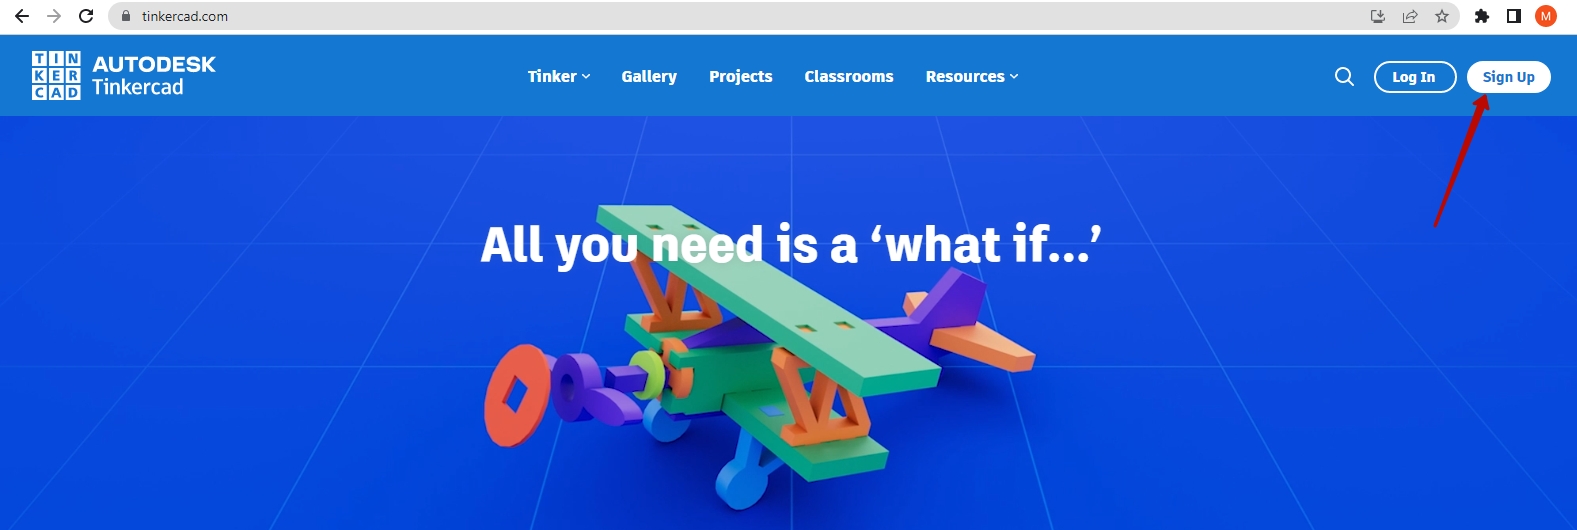 tinkercad.com
M
TIN
KER
CAD
AUTODESK
Tinkercad
Tinker
Gallery
Projects
Classrooms
Resources
Log In
Sign Up
All you need is a ‘what if...’